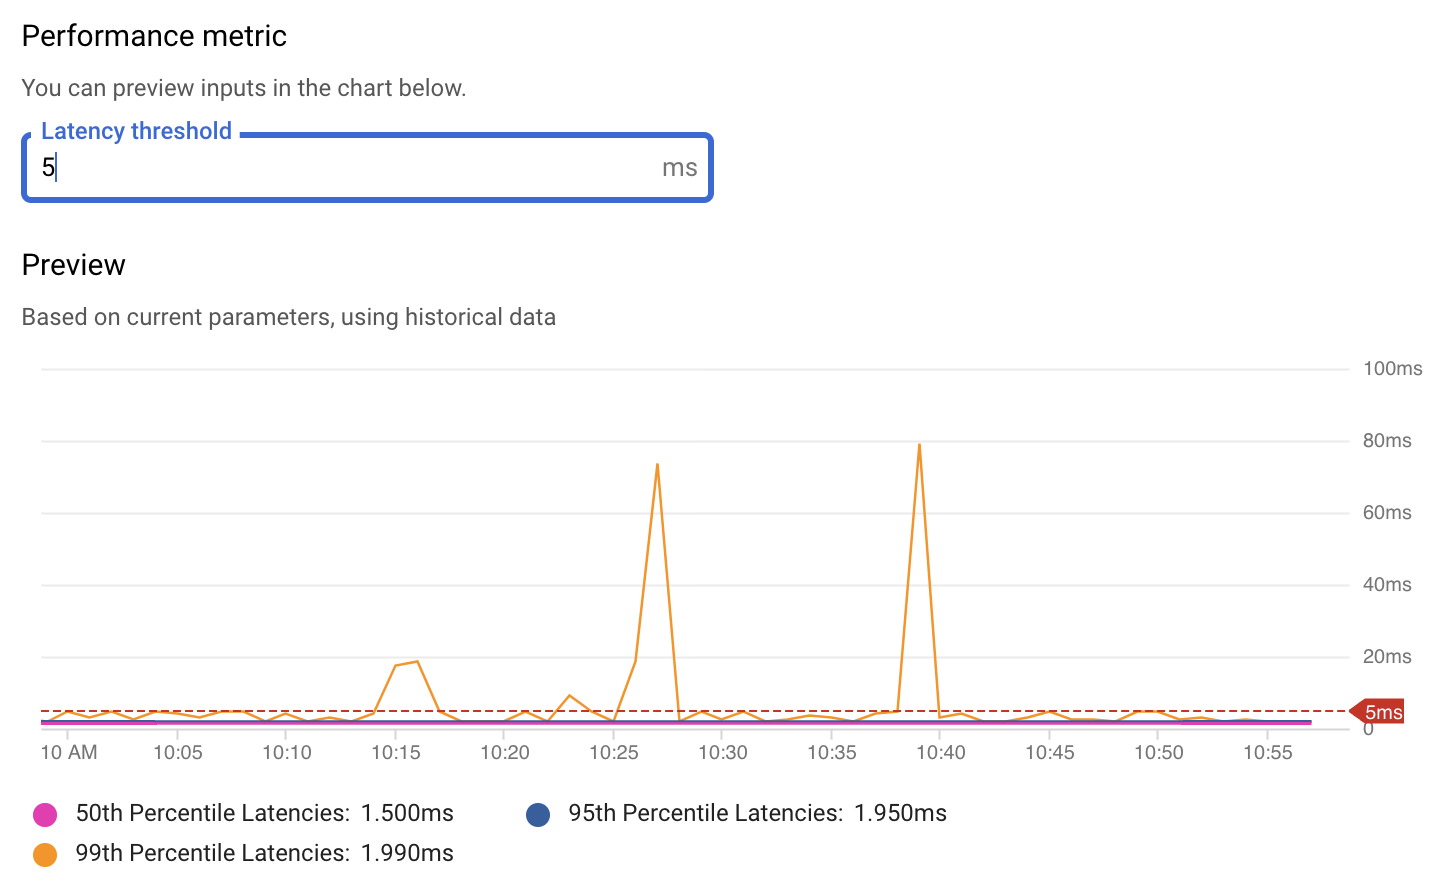 Performance metric
You can preview inputs in the chart below.
Latency threshold
5 ms
Preview
Based on current parameters, using historical data
100ms
80ms
60ms
40ms
20ms
5ms
0
10 AM 10:05 10:10 10:15 10:20 10:25 10:30 10:35 10:40 10:45 10:50 10:55
50th Percentile Latencies: 1.500ms 95th Percentile Latencies: 1.950ms
99th Percentile Latencies: 1.990ms